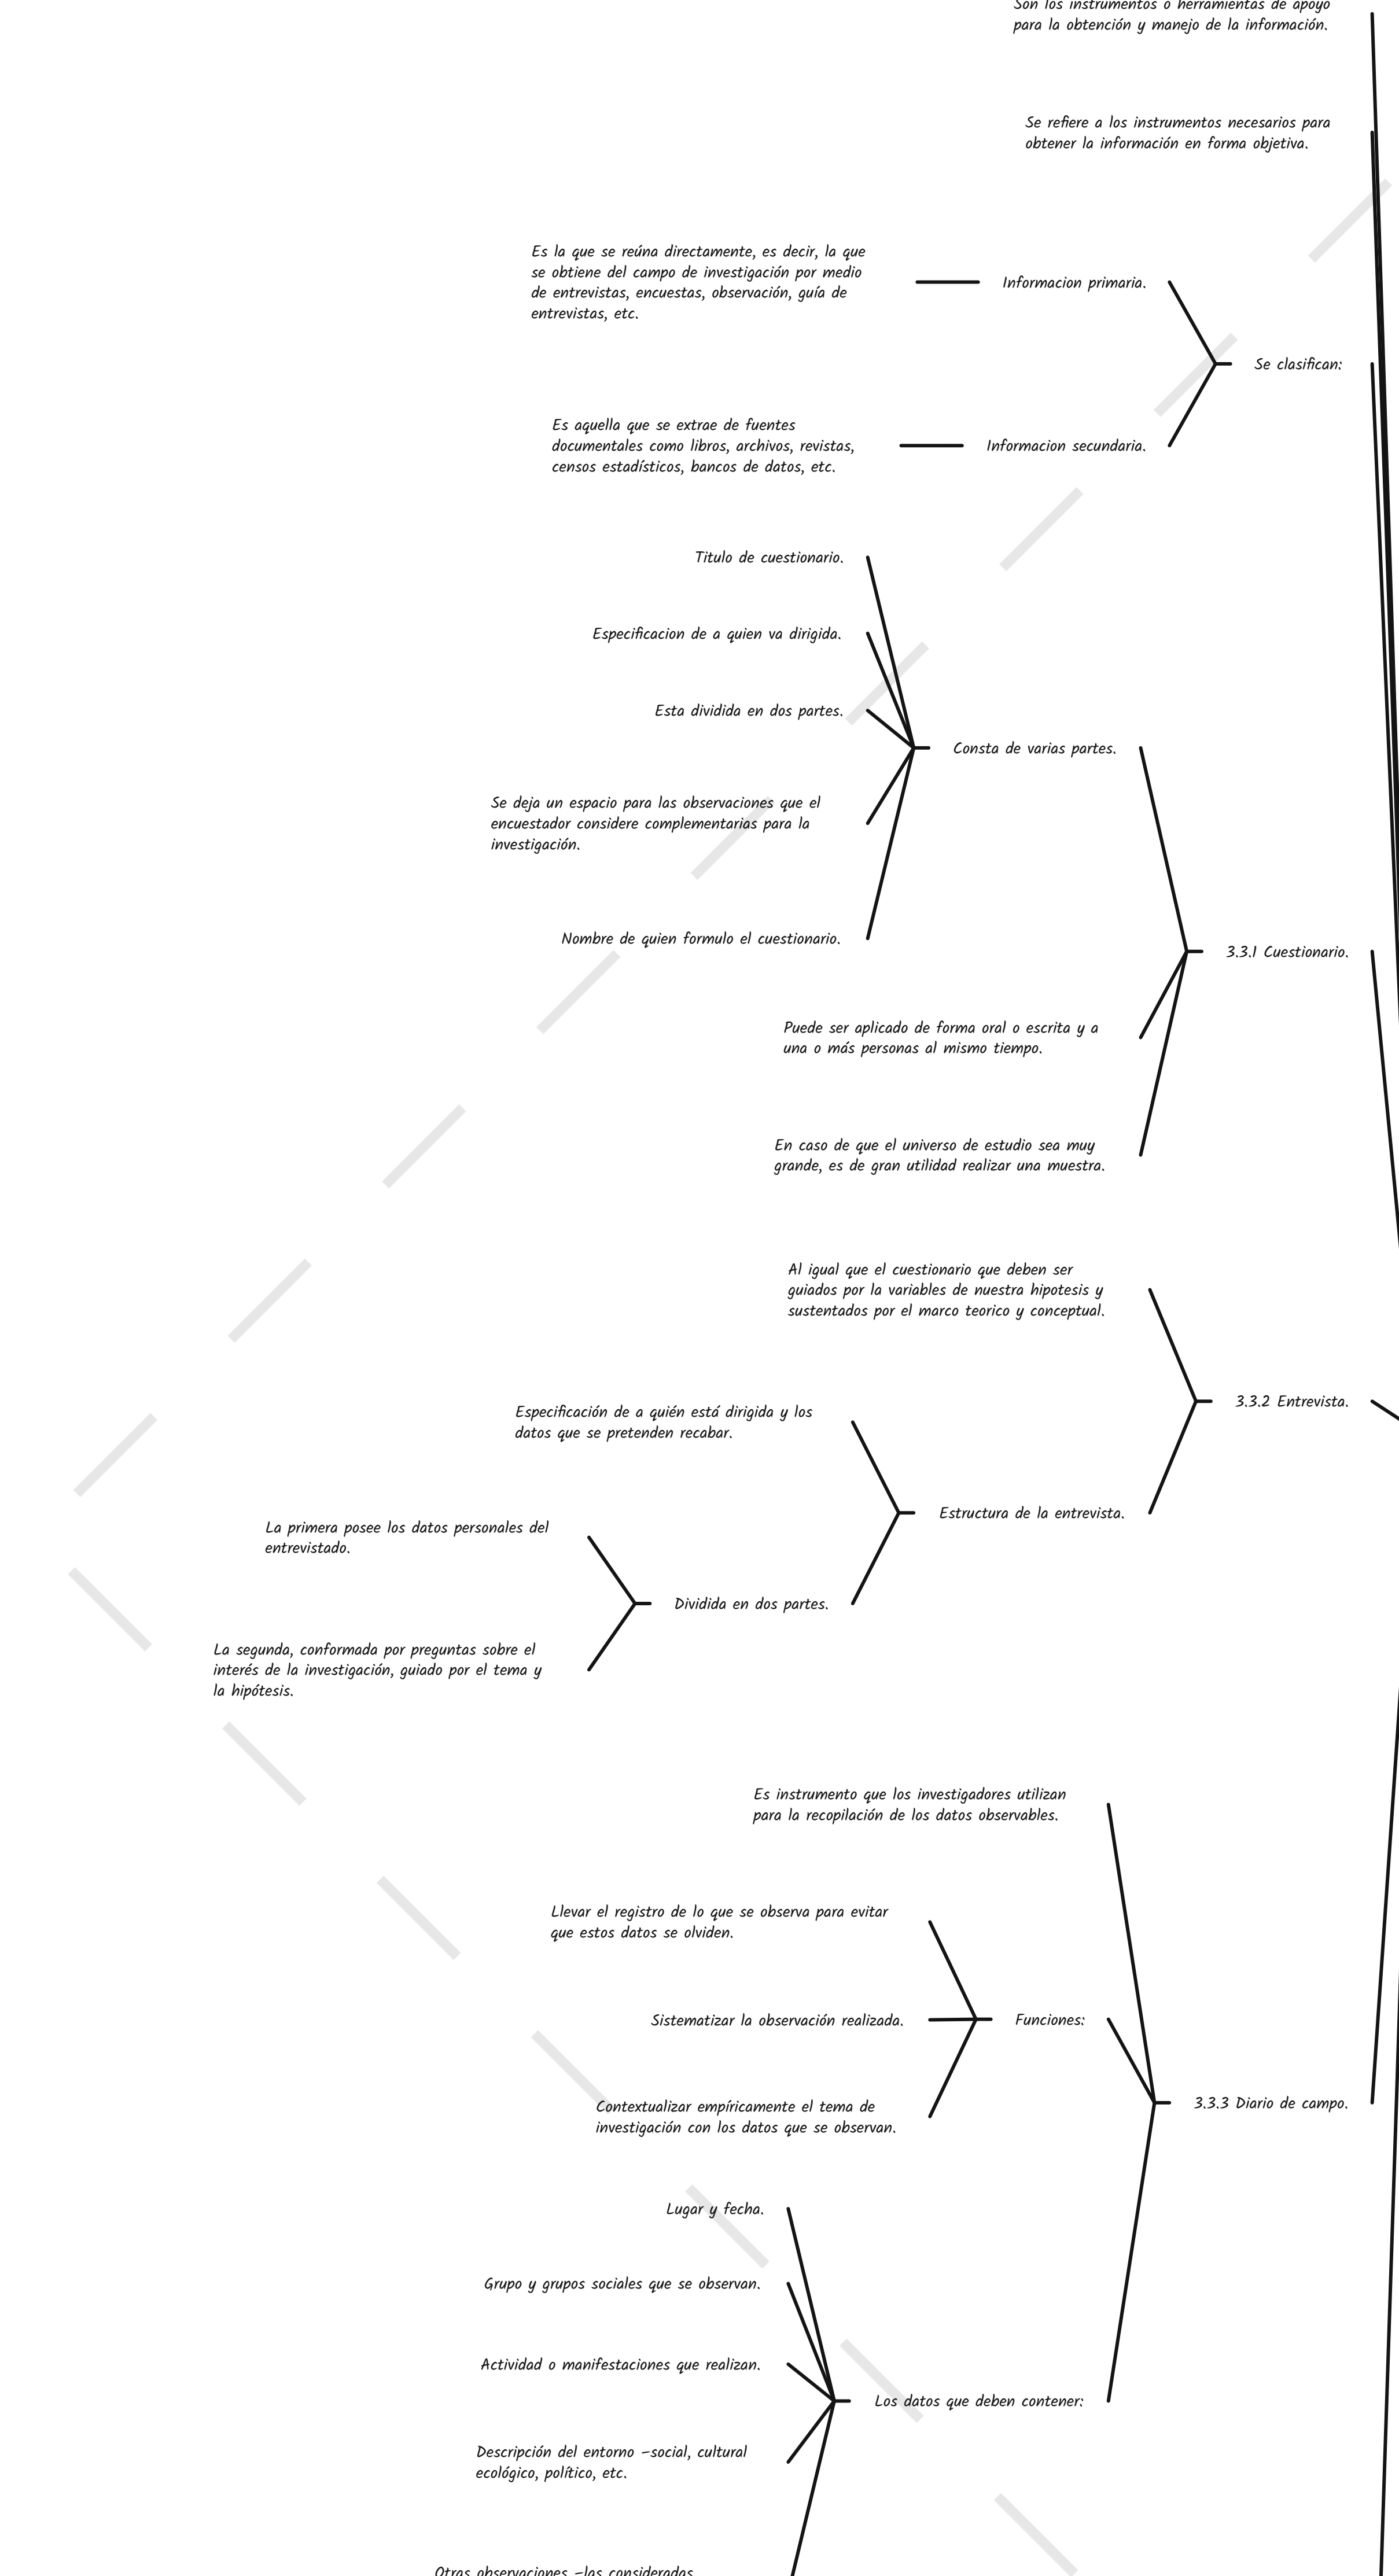 Son los instrumentos o herramientas de apoyo
para la obtención y manejo de la información.
Se refiere a los instrumentos necesarios para
obtener la información en forma objetiva.
Es la que se reúna directamente, es decir, la que
se obtiene del campo de investigación por medio
de entrevistas, encuestas, observación, guía de
entrevistas, etc.
Informacion primaria.
Se clasifican:
Es aquella que se extrae de fuentes
documentales como libros, archivos, revistas,
censos estadísticos, bancos de datos, etc.
Informacion secundaria.
Titulo de cuestionario.
Especificacion de a quien va dirigida.
Esta dividida en dos partes.
Consta de varias partes.
Se deja un espacio para las observaciones que el
encuestador considere complementarias para la
investigación.
Nombre de quien formulo el cuestionario.
3.3.1 Cuestionario.
Puede ser aplicado de forma oral o escrita y a
una o más personas al mismo tiempo.
En caso de que el universo de estudio sea muy
grande, es de gran utilidad realizar una muestra.
Al igual que el cuestionario que deben ser
guiados por la variables de nuestra hipotesis y
sustentados por el marco teorico y conceptual.
3.3.2 Entrevista.
Especificación de a quién está dirigida y los
datos que se pretenden recabar.
Estructura de la entrevista.
La primera posee los datos personales del
entrevistado.
Dividida en dos partes.
La segunda, conformada por preguntas sobre el
interés de la investigación, guiado por el tema y
la hipótesis.
Es instrumento que los investigadores utilizan
para la recopilación de los datos observables.
Llevar el registro de lo que se observa para evitar
que estos datos se olviden.
Sistematizar la observación realizada.
Funciones:
Contextualizar empíricamente el tema de
investigación con los datos que se observan.
3.3.3 Diario de campo.
Lugar y fecha.
Grupo y grupos sociales que se observan.
Actividad o manifestaciones que realizan.
Los datos que deben contener:
Descripción del entorno –social, cultural
ecológico, político, etc.
Otras observaciones –las consideradas